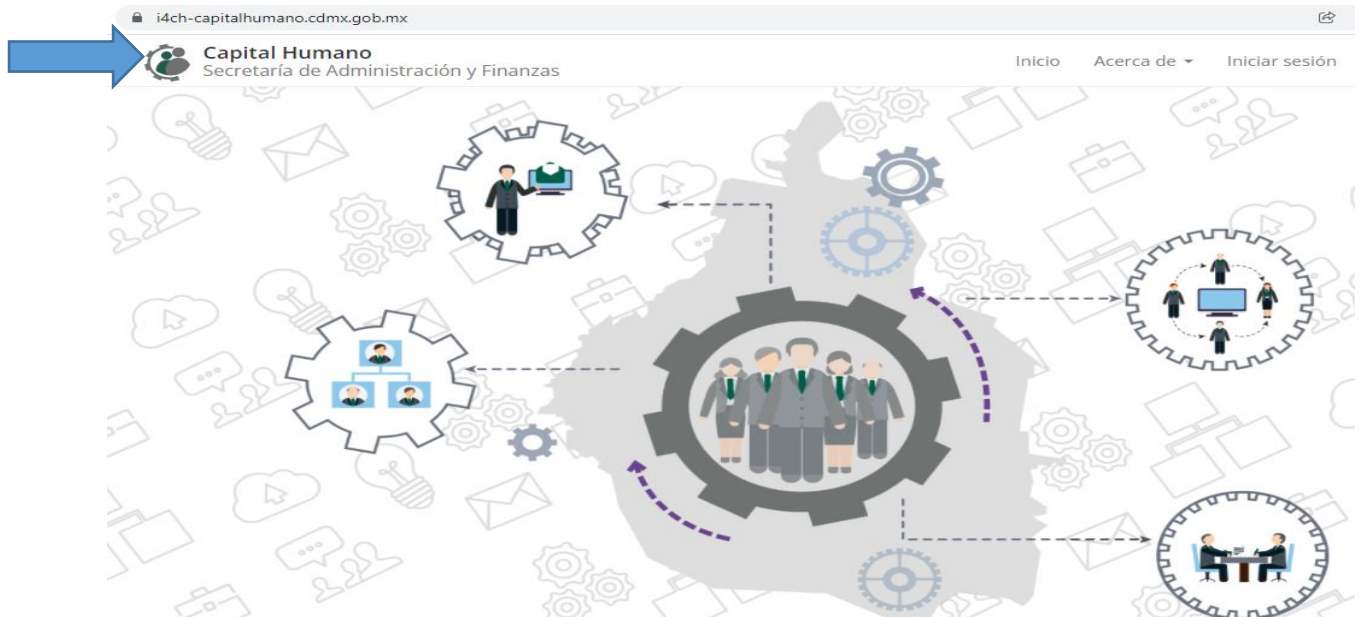 i4ch-capitalhumano.cdmx.gob.mx
Capital Humano
Secretaría de Administración y Finanzas
Inicio Acerca de Iniciar sesión